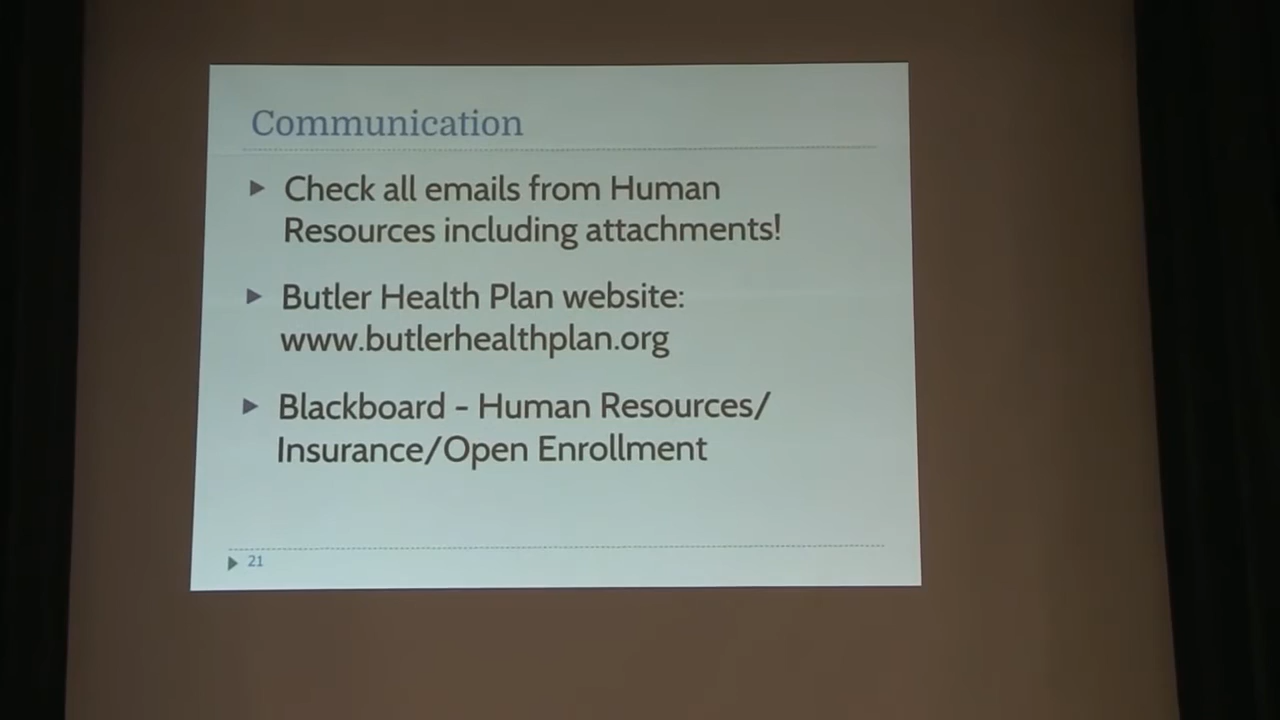 Communication
Check all emails from Human
Resources including attachments!
Butler Health Plan website:
www.butlerhealthplan.org
Blackboard – Human Resources/
Insurance/Open Enrollment
21